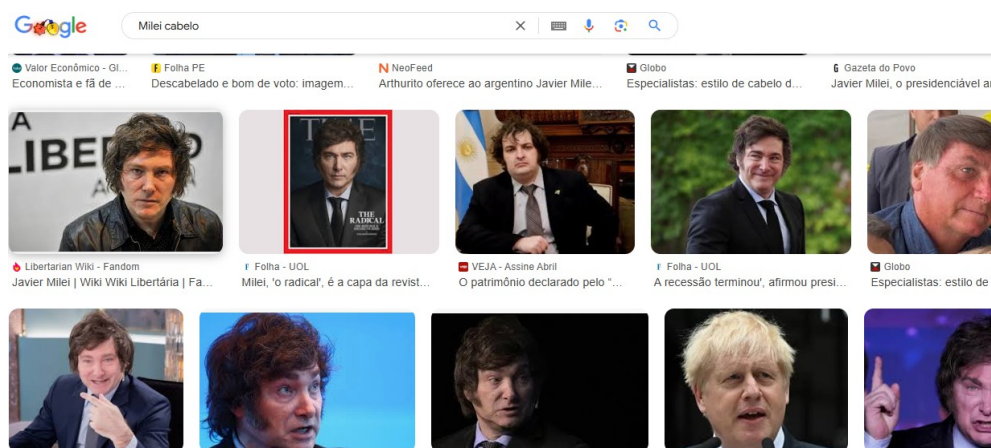 Google
Milei cabelo
Valor Econômico - Gl...
Economista e fã de ...
Folha PE
Descabelado e bom de voto: imagem...
NeoFeed
Arthurito oferece ao argentino Javier Mile...
Globo
Especialistas: estilo de cabelo d...
Gazeta do Povo
Javier Milei, o presidenciável a
A
LIBE
D
A
TIME
THE
RADICAL
Libertarian Wiki - Fandom
Javier Milei | Wiki Wiki Libertária | Fa...
Folha - UOL
Milei, 'o radical', é a capa da revist...
VEJA - Assine Abril
O patrimônio declarado pelo “...
Folha - UOL
A recessão terminou', afirmou presi...
Globo
Especialistas: estilo de